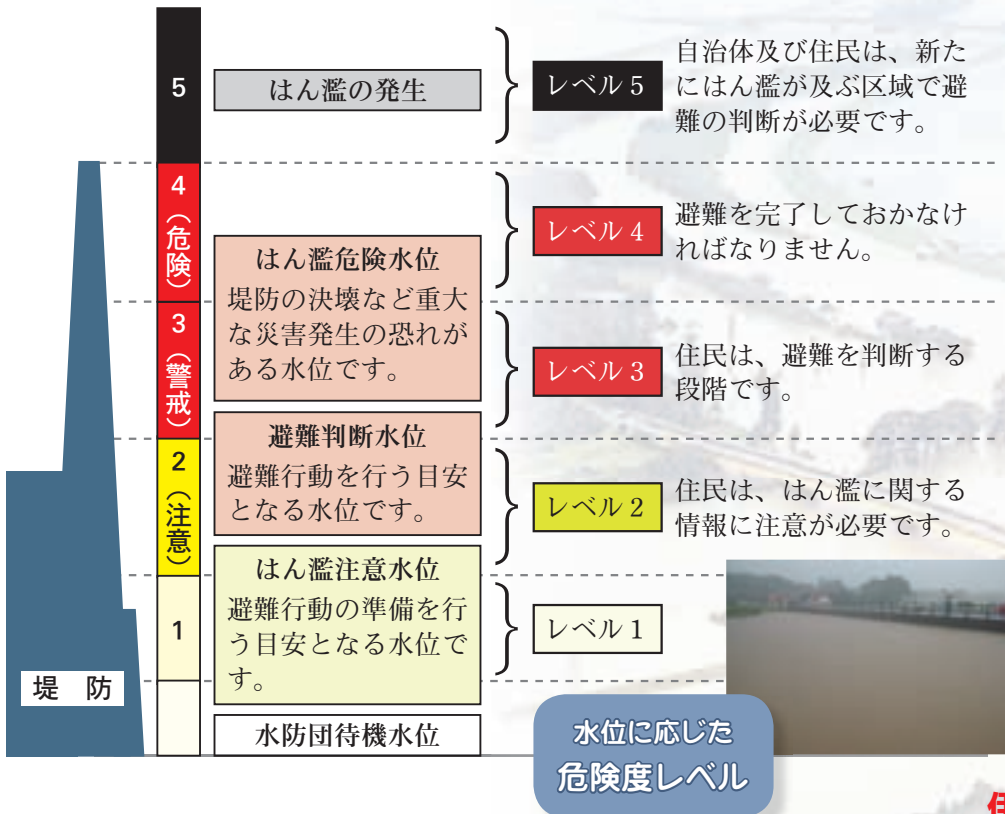 5
はん濫の発生
レベル 5
自治体及び住民は、新た
にはん濫が及ぶ区域で避
難の判断が必要です。
4（危険）
レベル 4
避難を完了しておかなけ
ればなりません。
はん濫危険水位
堤防の決壊など重大
な災害発生の恐れが
ある水位です。
3（警戒）
レベル 3
住民は、避難を判断する
段階です。
避難判断水位
避難行動を行う目安
となる水位です。
2（注意）
レベル 2
住民は、はん濫に関する
情報に注意が必要です。
はん濫注意水位
避難行動の準備を行
う目安となる水位で
す。
1
レベル 1
堤　防
水防団待機水位
水位に応じた
危険度レベル